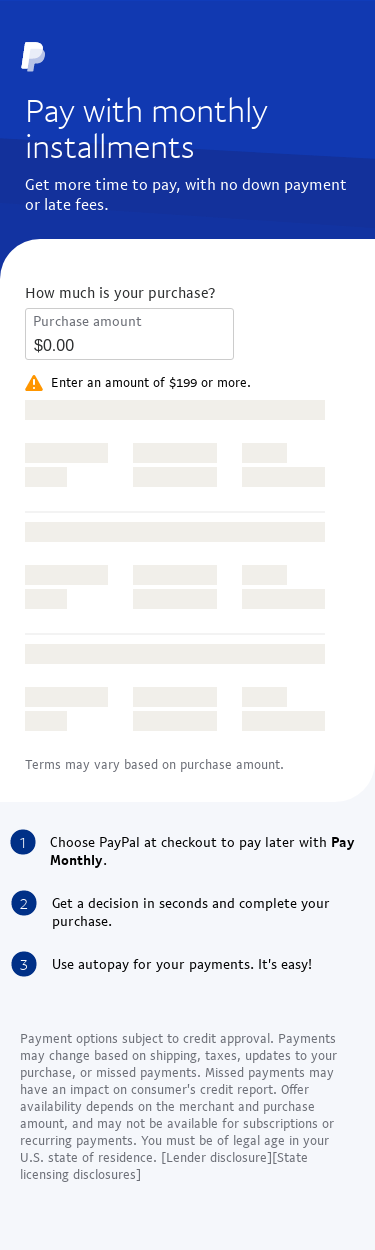 Pay with monthly
installments
Get more time to pay, with no down payment
or late fees.
How much is your purchase?
Purchase amount
$0.00
Enter an amount of $199 or more.
Terms may vary based on purchase amount.
1 Choose PayPal at checkout to pay later with Pay
Monthly.
2 Get a decision in seconds and complete your
purchase.
3 Use autopay for your payments. It's easy!
Payment options subject to credit approval. Payments
may change based on shipping, taxes, updates to your
purchase, or missed payments. Missed payments may
have an impact on consumer's credit report. Offer
availability depends on the merchant and purchase
amount, and may not be available for subscriptions or
recurring payments. You must be of legal age in your
U.S. state of residence. [Lender disclosure][State
licensing disclosures]